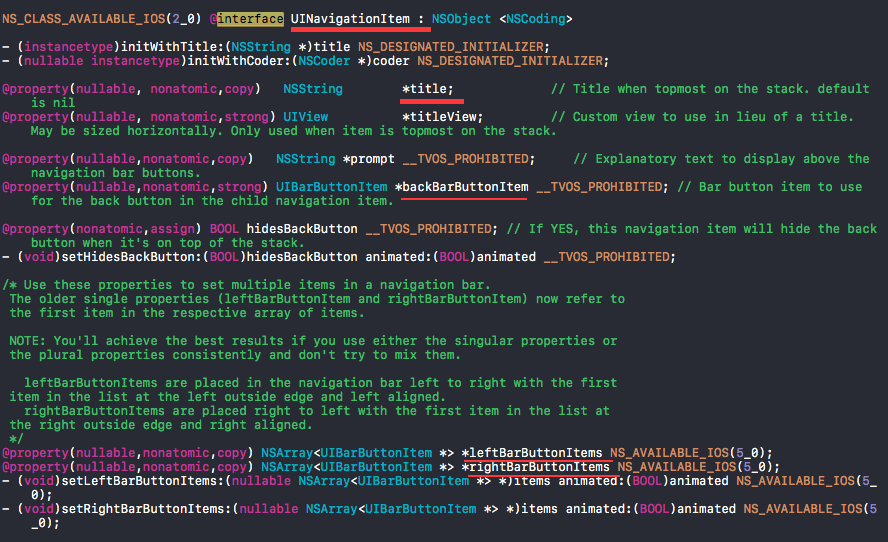 NS_CLASS_AVAILABLE_IOS(2_0) @interface UINavigationItem : NSObject <NSCoding>
- (instancetype)initWithTitle:(NSString *)title NS_DESIGNATED_INITIALIZER;
- (nullable instancetype)initWithCoder:(NSCoder *)coder NS_DESIGNATED_INITIALIZER;
@property(nullable, nonatomic,copy)   NSString        *title;             // Title when topmost on the stack. default
is nil
@property(nullable, nonatomic,strong) UIView          *titleView;         // Custom view to use in lieu of a title.
May be sized horizontally. Only used when item is topmost on the stack.
@property(nullable,nonatomic,copy)   NSString *prompt __TVOS_PROHIBITED;     // Explanatory text to display above the
navigation bar buttons.
@property(nullable,nonatomic,strong) UIBarButtonItem *backBarButtonItem __TVOS_PROHIBITED; // Bar button item to use
for the back button in the child navigation item.
@property(nonatomic,assign) BOOL hidesBackButton __TVOS_PROHIBITED; // If YES, this navigation item will hide the back
button when it's on top of the stack.
- (void)setHidesBackButton:(BOOL)hidesBackButton animated:(BOOL)animated __TVOS_PROHIBITED;
/* Use these properties to set multiple items in a navigation bar.
The older single properties (leftBarButtonItem and rightBarButtonItem) now refer to
the first item in the respective array of items.
NOTE: You'll achieve the best results if you use either the singular properties or
the plural properties consistently and don't try to mix them.
leftBarButtonItems are placed in the navigation bar left to right with the first
item in the list at the left outside edge and left aligned.
rightBarButtonItems are placed right to left with the first item in the list at
the right outside edge and right aligned.
*/
@property(nullable,nonatomic,copy) NSArray<UIBarButtonItem *> *leftBarButtonItems NS_AVAILABLE_IOS(5_0);
@property(nullable,nonatomic,copy) NSArray<UIBarButtonItem *> *rightBarButtonItems NS_AVAILABLE_IOS(5_0);
- (void)setLeftBarButtonItems:(nullable NSArray<UIBarButtonItem *> *)items animated:(BOOL)animated NS_AVAILABLE_IOS(5_
0);
- (void)setRightBarButtonItems:(nullable NSArray<UIBarButtonItem *> *)items animated:(BOOL)animated NS_AVAILABLE_IOS(5
_0);